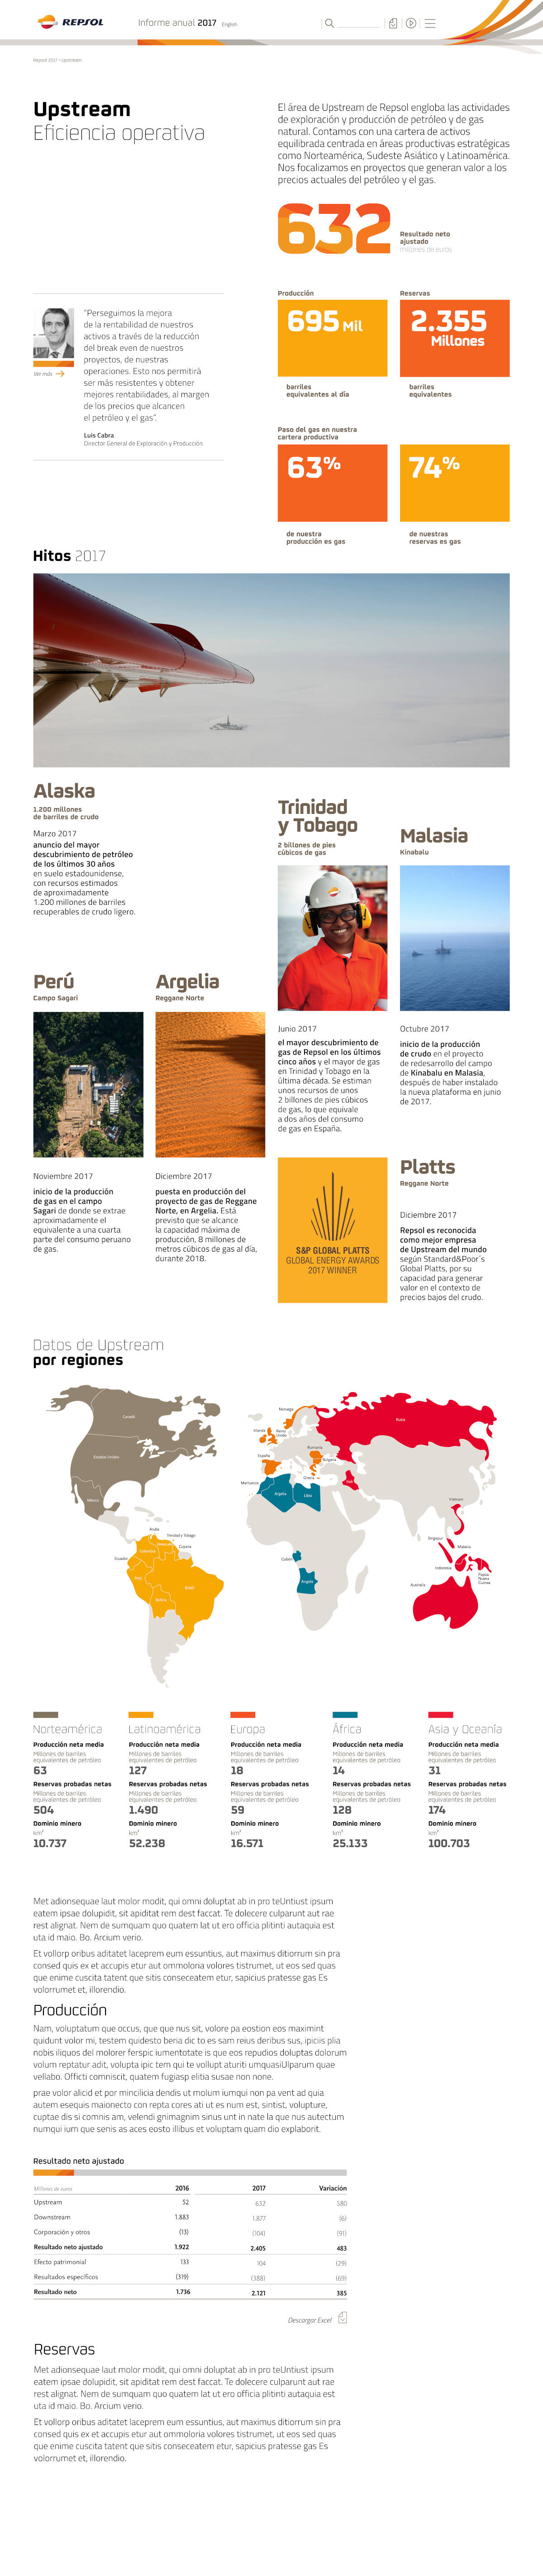 REPSOL
Informe anual 2017 English
Repsol 2017 > Upstream
Upstream
Eficiencia operativa
El área de Upstream de Repsol engloba las actividades
de exploración y producción de petróleo y de gas
natural. Contamos con una cartera de activos
equilibrada centrada en áreas productivas estratégicas
como Norteamérica, Sudeste Asiático y Latinoamérica.
Nos focalizamos en proyectos que generan valor a los
precios actuales del petróleo y el gas.
632
Resultado neto
ajustado
millones de euros
"Perseguimos la mejora
de la rentabilidad de nuestros
activos a través de la reducción
del break even de nuestros
proyectos, de nuestras
operaciones. Esto nos permitirá
ser más resistentes y obtener
mejores rentabilidades, al margen
de los precios que alcancen
el petróleo y el gas".
Ver más
Luis Cabra
Director General de Exploración y Producción
Producción
695 Mil
barriles
equivalentes al día
Reservas
2.355
Millones
barriles
equivalentes
Paso del gas en nuestra
cartera productiva
63%
de nuestra
producción es gas
74%
de nuestras
reservas es gas
Hitos 2017
Alaska
1.200 millones
de barriles de crudo
Marzo 2017
anuncio del mayor
descubrimiento de petróleo
de los últimos 30 años
en suelo estadounidense,
con recursos estimados
de aproximadamente
1.200 millones de barriles
recuperables de crudo ligero.
Trinidad
y Tobago
2 billones de pies
cúbicos de gas
Junio 2017
el mayor descubrimiento de
gas de Repsol en los últimos
cinco años y el mayor de gas
en Trinidad y Tobago en la
última década. Se estiman
unos recursos de unos
2 billones de pies cúbicos
de gas, lo que equivale
a dos años del consumo
de gas en España.
Malasia
Kinabalu
Octubre 2017
inicio de la producción
de crudo en el proyecto
de redesarrollo del campo
de Kinabalu en Malasia,
después de haber instalado
la nueva plataforma en junio
de 2017.
Perú
Campo Sagari
Noviembre 2017
inicio de la producción
de gas en el campo
Sagari de donde se extrae
aproximadamente el
equivalente a una cuarta
parte del consumo peruano
de gas.
Argelia
Reggane Norte
Diciembre 2017
puesta en producción del
proyecto de gas de Reggane
Norte, en Argelia. Está
previsto que se alcance
la capacidad máxima de
producción, 8 millones de
metros cúbicos de gas al día,
durante 2018.
S&P GLOBAL PLATTS
GLOBAL ENERGY AWARDS
2017 WINNER
Platts
Reggane Norte
Diciembre 2017
Repsol es reconocida
como mejor empresa
de Upstream del mundo
según Standard&Poor´s
Global Platts, por su
capacidad para generar
valor en el contexto de
precios bajos del crudo.
Datos de Upstream
por regiones
Canadá
Estados Unidos
México
Aruba
Trinidad y Tobago
Guyana
Colombia
Ecuador
Perú
Brasil
Bolivia
Noruega
Irlanda
Reino
Unido
Rusia
España
Rumanía
Bulgaria
Grecia
Marruecos
Argelia
Libia
Gabón
Angola
Vietnam
Singapur
Malasia
Indonesia
Papúa
Nueva
Guinea
Australia
Norteamérica
Producción neta media
Millones de barriles
equivalentes de petróleo
63
Reservas probadas netas
Millones de barriles
equivalentes de petróleo
504
Dominio minero
km²
10.737
Latinoamérica
Producción neta media
Millones de barriles
equivalentes de petróleo
127
Reservas probadas netas
Millones de barriles
equivalentes de petróleo
1.490
Dominio minero
km²
52.238
Europa
Producción neta media
Millones de barriles
equivalentes de petróleo
18
Reservas probadas netas
Millones de barriles
equivalentes de petróleo
59
Dominio minero
km²
16.571
África
Producción neta media
Millones de barriles
equivalentes de petróleo
14
Reservas probadas netas
Millones de barriles
equivalentes de petróleo
128
Dominio minero
km²
25.133
Asia y Oceanía
Producción neta media
Millones de barriles
equivalentes de petróleo
31
Reservas probadas netas
Millones de barriles
equivalentes de petróleo
174
Dominio minero
km²
100.703
Met adionsequae laut molor modit, qui omni doluptat ab in pro teUntiust ipsum
eatem ipsae dolupidit, sit apiditat rem dest faccat. Te dolecere culparunt aut rae
rest alignat. Nem de sumquam quo quatem lat ut ero officia plitinti autaquia est
uta id maio. Bo. Arcium verio.
Et vollorp oribus aditatet laceprem eum essuntius, aut maximus ditiorrum sin pra
consed quis ex et accupis etur aut ommoloria volores tistrumet, ut eos sed quas
que enime cuscita tatent que sitis conseceatem etur, sapicius pratesse gas Es
volorrumet et, illorendio.
Producción
Nam, voluptatum que occus, que que nus sit, volore pa eostion eos maximint
quidunt volor mi, testem quidesto beria dic to es sam reius deribus sus, ipiciis plia
nobis iliquos del molorer ferspic iumentotate is que eos repudios doluptas dolorum
volum reptatur adit, volupta ipic tem qui te vollupt aturiti umquasiUlparum quae
vellabo. Officti comniscit, quatem fugiasp elitia susae non none.
prae volor alicid et por mincilicia dendis ut molum iumqui non pa vent ad quia
autem esequis maionecto con repta cores ati ut es num est, sintist, volupture,
cuptae dis si comnis am, velendi gnimagnim sinus unt in nate la que nus autectum
numqui ium que senis as aces eosto illibus et voluptam quam dio explaborit.
Resultado neto ajustado
Millones de euros 2016 2017 Variación
Upstream 52 632 580
Downstream 1.883 1.877 (6)
Corporación y otros (13) (104) (91)
Resultado neto ajustado 1.922 2.405 483
Efecto patrimonial 133 104 (29)
Resultados específicos (319) (388) (69)
Resultado neto 1.736 2.121 385
Descargar Excel
Reservas
Met adionsequae laut molor modit, qui omni doluptat ab in pro teUntiust ipsum
eatem ipsae dolupidit, sit apiditat rem dest faccat. Te dolecere culparunt aut rae
rest alignat. Nem de sumquam quo quatem lat ut ero officia plitinti autaquia est
uta id maio. Bo. Arcium verio.
Et vollorp oribus aditatet laceprem eum essuntius, aut maximus ditiorrum sin pra
consed quis ex et accupis etur aut ommoloria volores tistrumet, ut eos sed quas
que enime cuscita tatent que sitis conseceatem etur, sapicius pratesse gas Es
volorrumet et, illorendio.